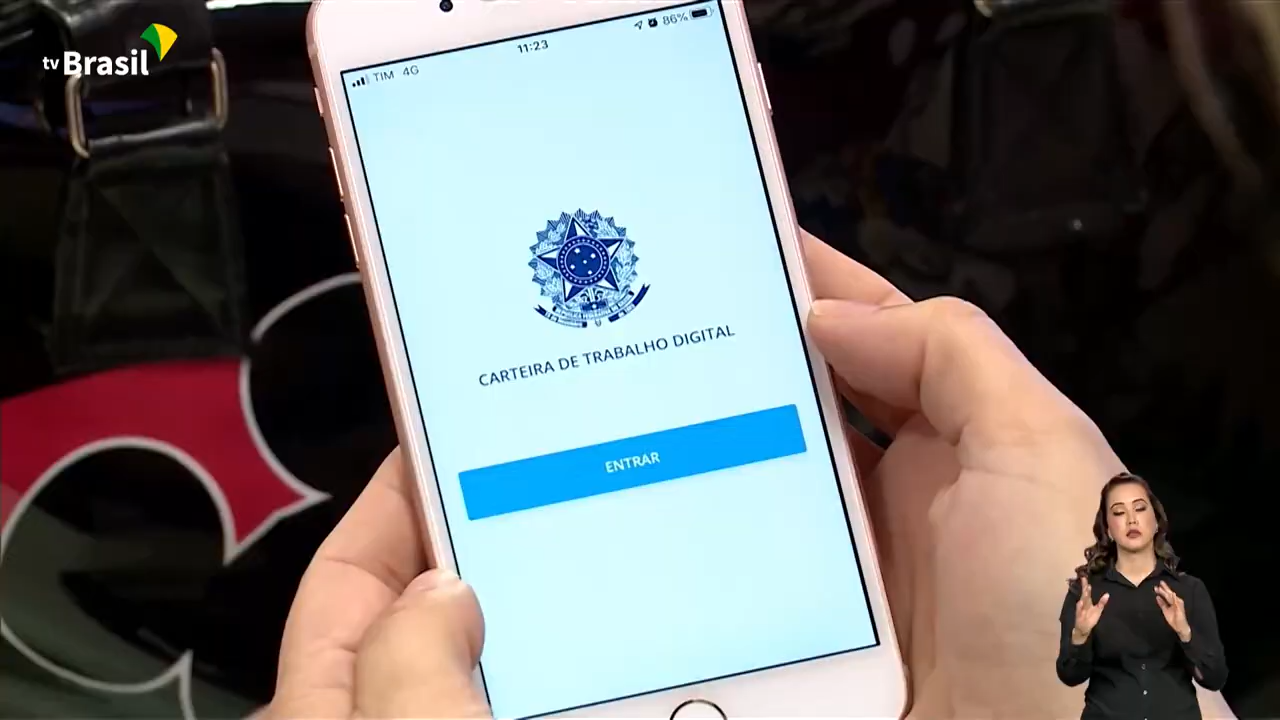 tv Brasil
TIM 4G
11:23
86%
CARTEIRA DE TRABALHO DIGITAL
ENTRAR